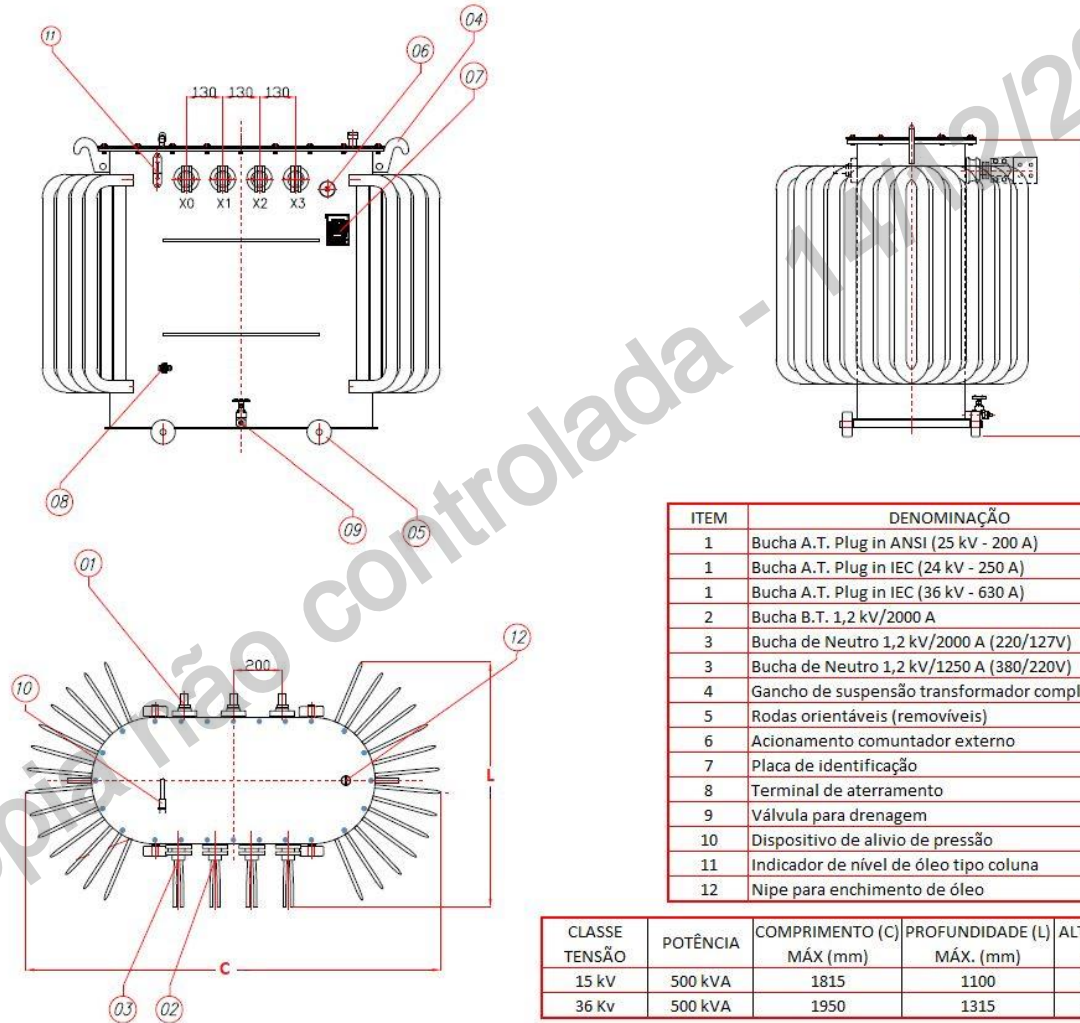 11
04
06
07
130 130 130
X0 X1 X2 X3
08
09
05
01
12
10
200
L
C
03
02
ITEM DENOMINAÇÃO
1 Bucha A.T. Plug in ANSI (25 kV - 200 A)
1 Bucha A.T. Plug in IEC (24 kV - 250 A)
1 Bucha A.T. Plug in IEC (36 kV - 630 A)
2 Bucha B.T. 1,2 kV/2000 A
3 Bucha de Neutro 1,2 kV/2000 A (220/127V)
3 Bucha de Neutro 1,2 kV/1250 A (380/220V)
4 Gancho de suspensão transformador compl
5 Rodas orientáveis (removíveis)
6 Acionamento comuntador externo
7 Placa de identificação
8 Terminal de aterramento
9 Válvula para drenagem
10 Dispositivo de alivio de pressão
11 Indicador de nível de óleo tipo coluna
12 Nipe para enchimento de óleo
CLASSE TENSÃO POTÊNCIA COMPRIMENTO (C) MÁX (mm) PROFUNDIDADE (L) MÁX. (mm) ALT
15 kV 500 kVA 1815 1100
36 Kv 500 kVA 1950 1315
opia não controlada - 14/12/20